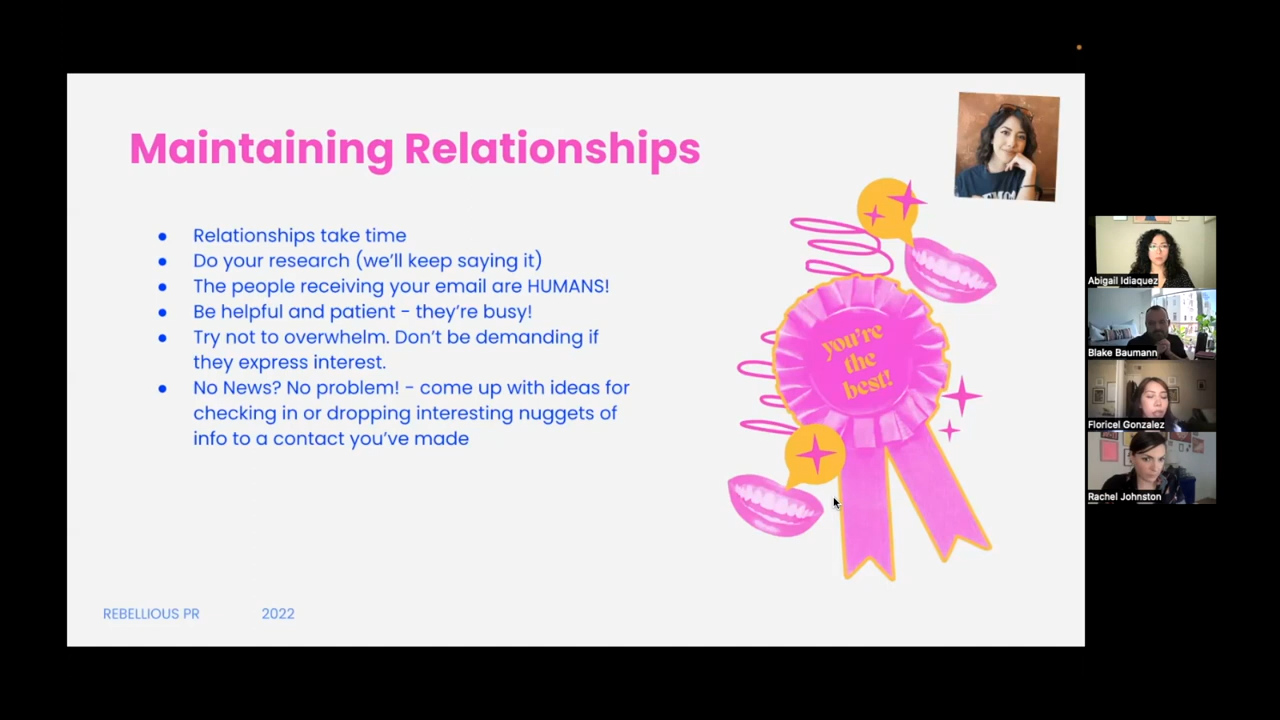 Maintaining Relationships
● Relationships take time
● Do your research (we'll keep saying it)
● The people receiving your email are HUMANS!
● Be helpful and patient - they're busy!
● Try not to overwhelm. Don't be demanding if
they express interest.
● No News? No problem! - come up with ideas for
checking in or dropping interesting nuggets of
info to a contact you've made
you're
the
best!
REBELLIOUS PR
2022
Abigail Idiaquez
Blake Baumann
Floricel Gonzalez
Rachel Johnston